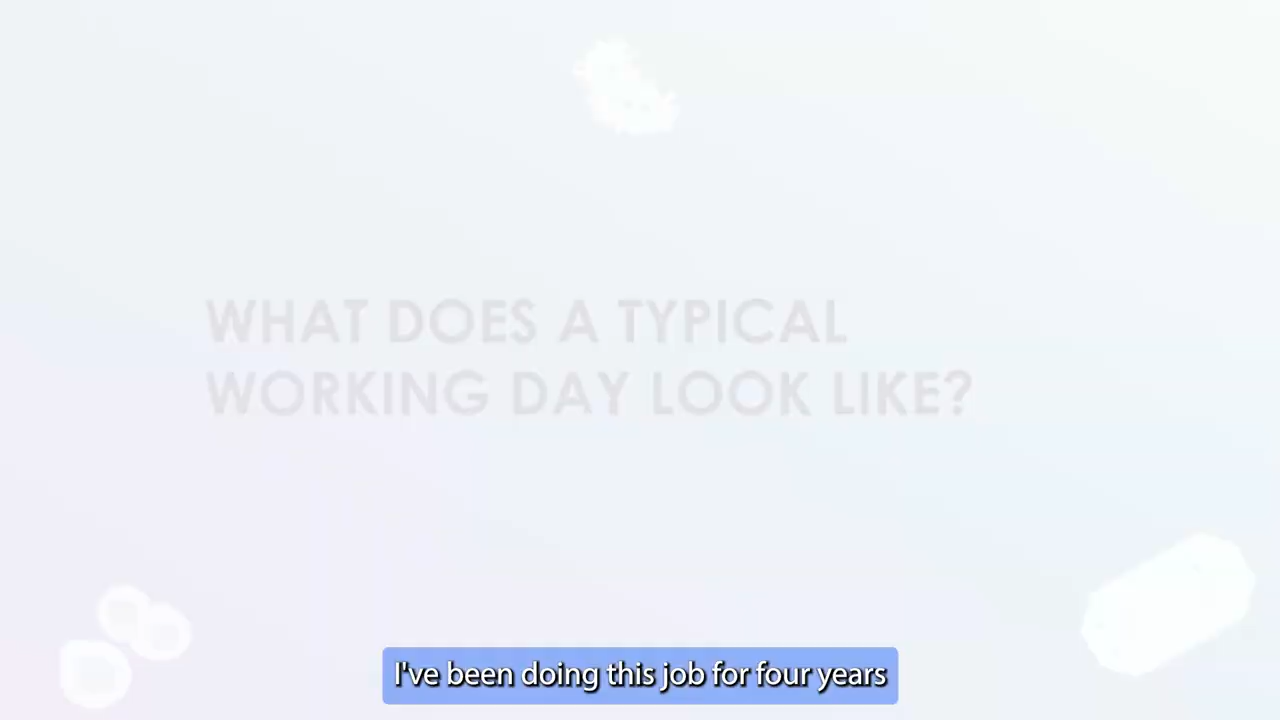 WHAT DOES A TYPICAL
WORKING DAY LOOK LIKE?
I've been doing this job for four years